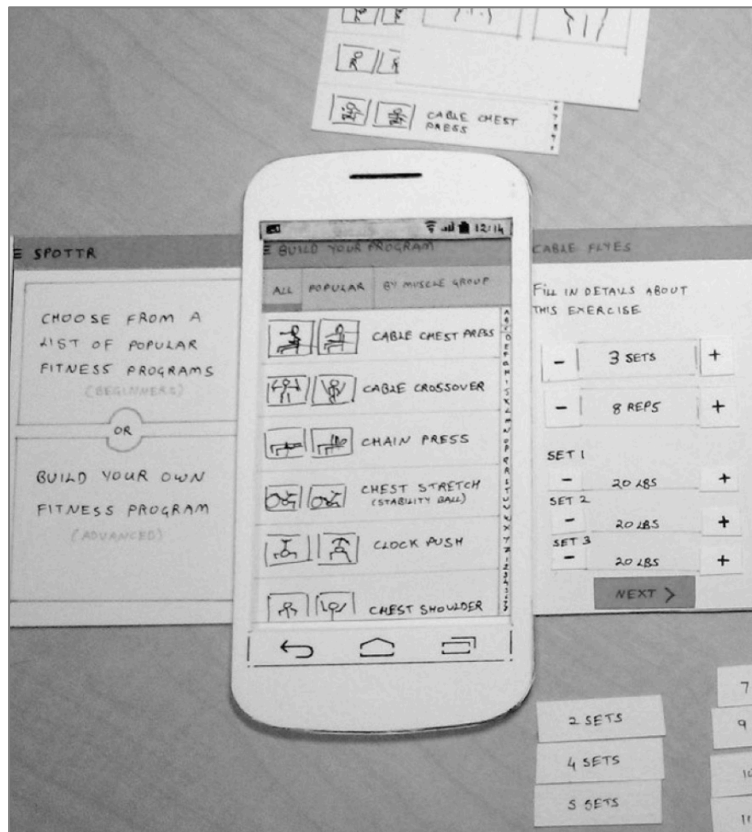 CABLE CHEST
PRESS
12:14
BUILD YOUR PROGRAM
ALL POPULAR BY MUSCLE GROUP
CABLE CHEST PRESS
CABLE CROSSOVER
CHAIN PRESS
CHEST STRETCH
(STABILITY BALL)
CLOCK PUSH
CHEST SHOULDER
SPOTTR
CHOOSE FROM A
LIST OF POPULAR
FITNESS PROGRAMS
(BEGINNERS)
OR
BUILD YOUR OWN
FITNESS PROGRAM
(ADVANCED)
CABLE FLYES
FILL IN DETAILS ABOUT
THIS EXERCISE
- 3 SETS +
- 8 REPS +
SET 1
- 20 LBS +
SET 2
- 20 LBS +
SET 3
- 20 LBS +
NEXT >
2 SETS
4 SETS
5 SETS
7
9
10
11